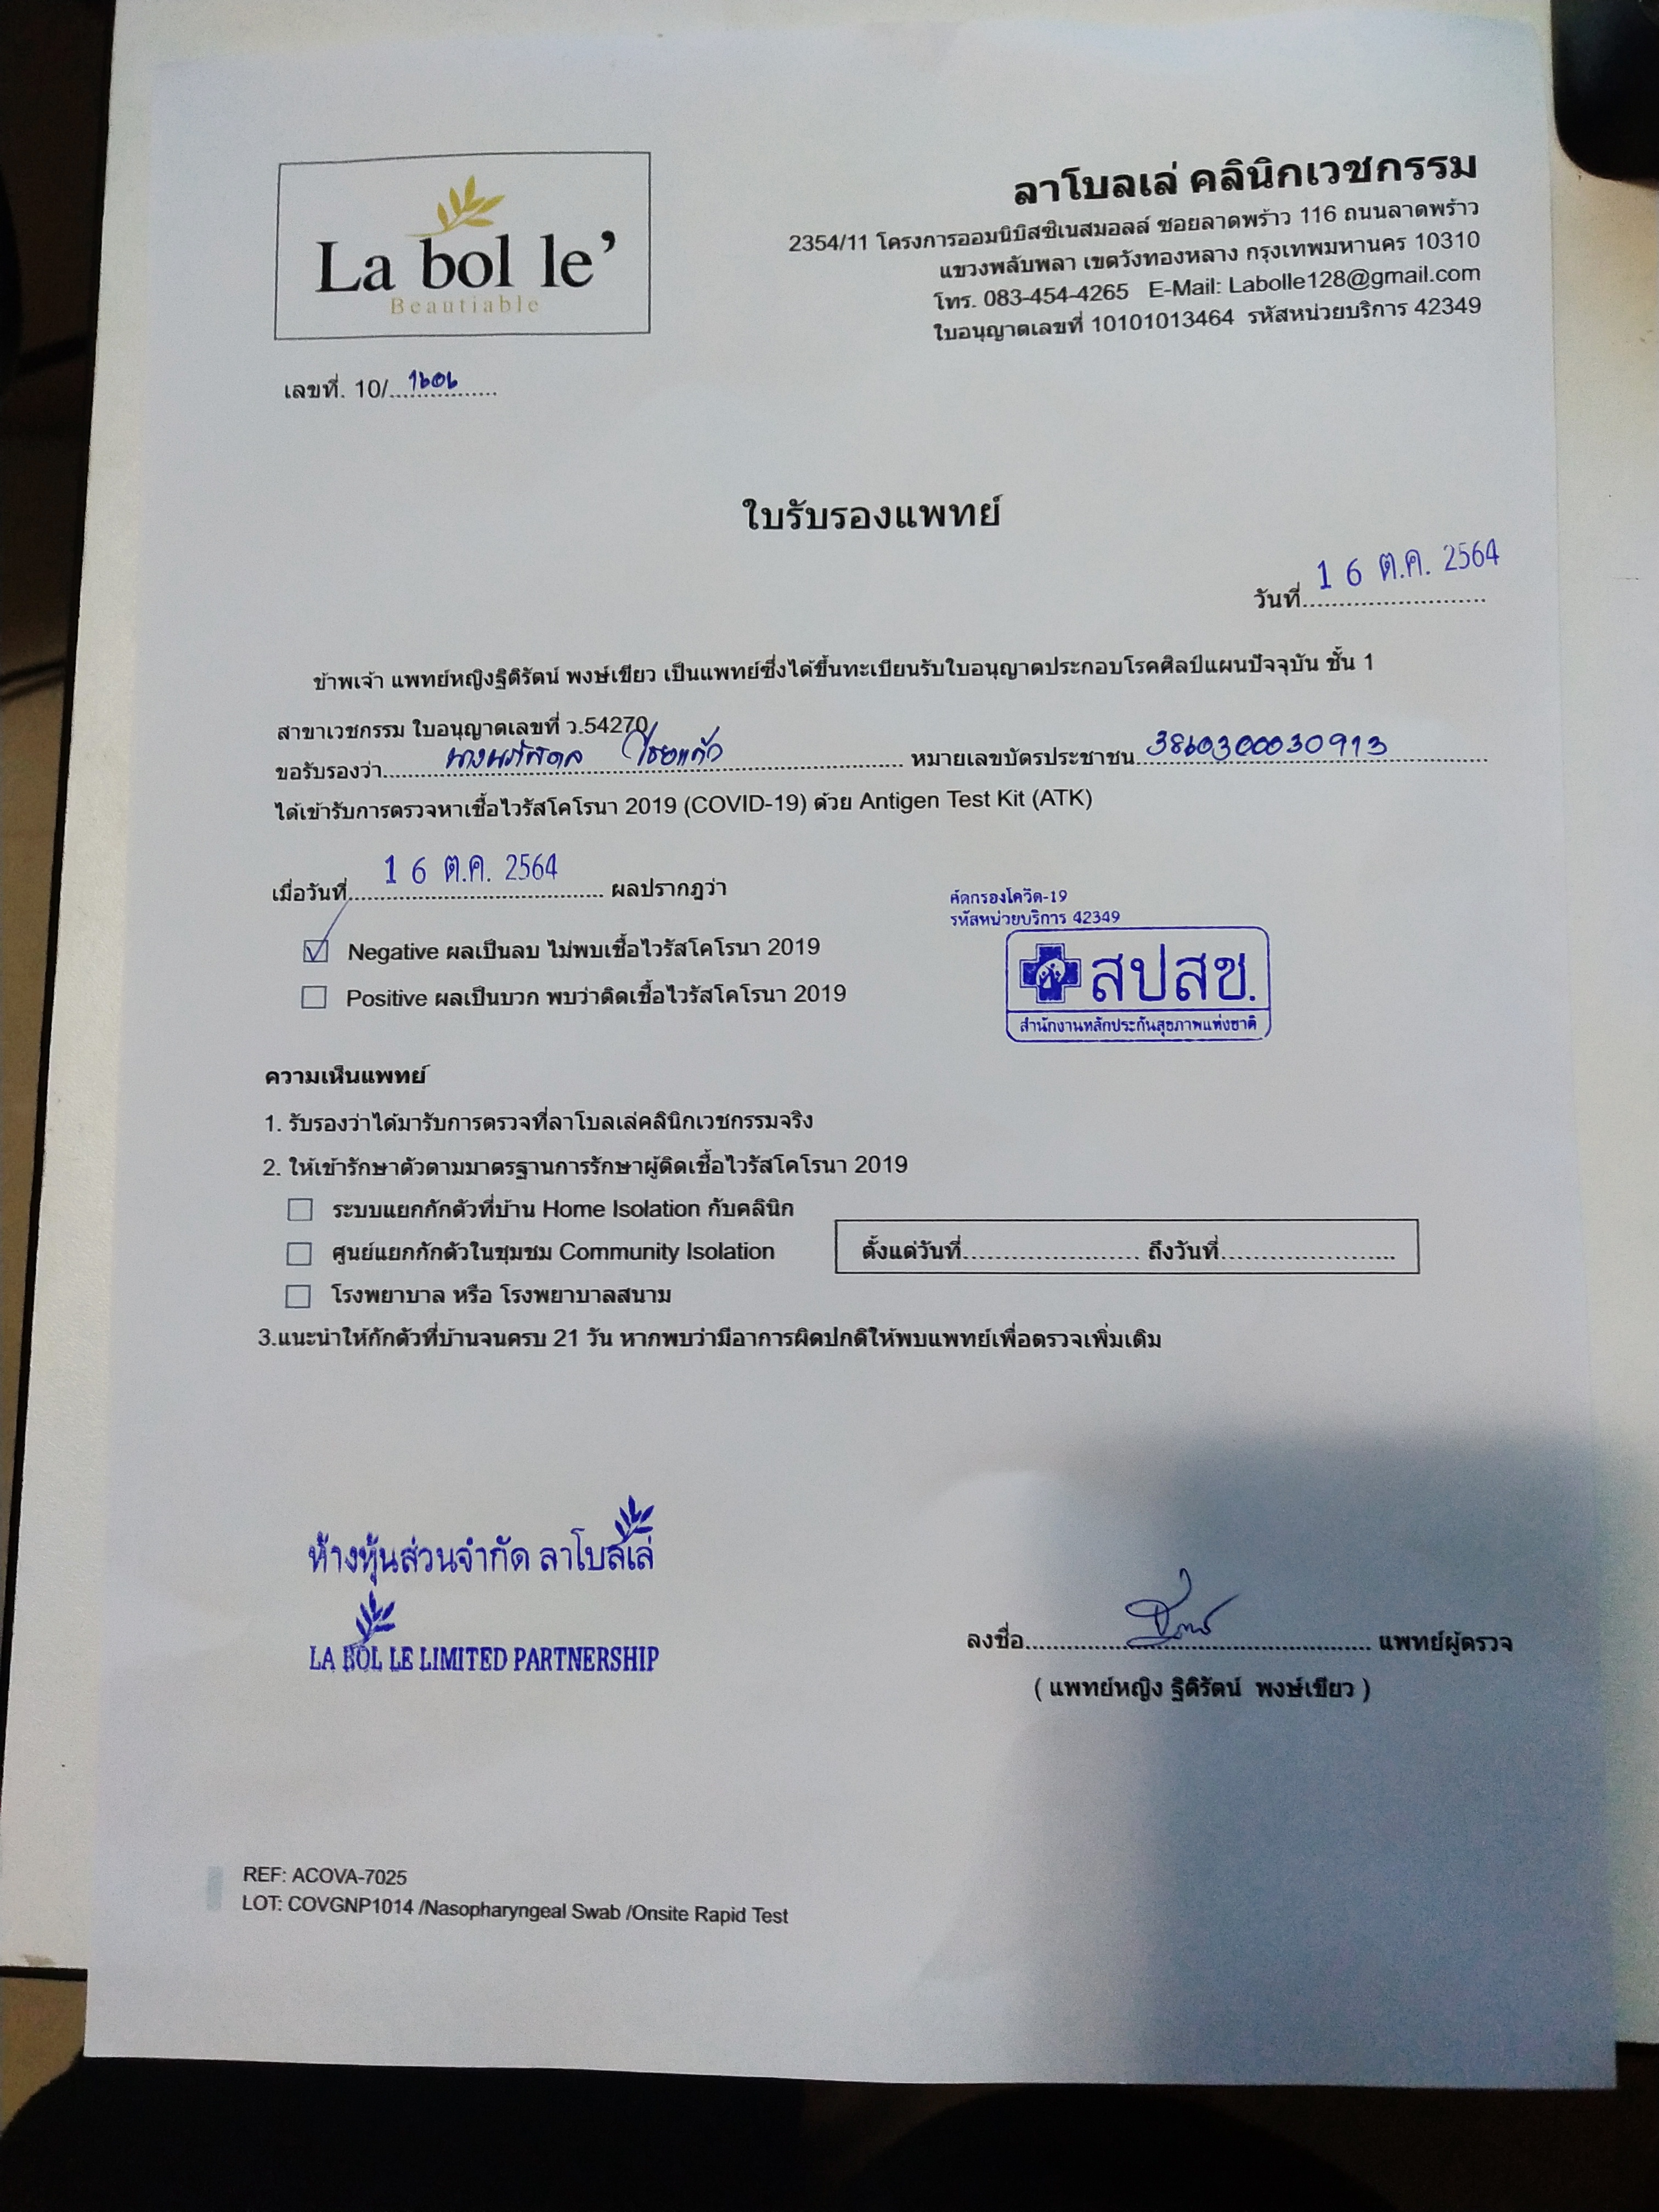 La bol le’
Beautiable
ลาโบลเล่ คลินิกเวชกรรม
2354/11 โครงการออมนิบิสซิเนสมอลล์ ซอยลาดพร้าว 116 ถนนลาดพร้าว
แขวงพลับพลา เขตวังทองหลาง กรุงเทพมหานคร 10310
โทร. 083-454-4265 E-Mail: Labolle128@gmail.com
ใบอนุญาตเลขที่ 10101013464 รหัสหน่วยบริการ 42349
เลขที่. 10/
ใบรับรองแพทย์
วันที่ 16 ต.ค. 2564
ข้าพเจ้า แพทย์หญิงฐิติรัตน์ พงษ์เขียว เป็นแพทย์ซึ่งได้ขึ้นทะเบียนรับใบอนุญาตประกอบโรคศิลป์แผนปัจจุบัน ชั้น 1
สาขาเวชกรรม ใบอนุญาตเลขที่ ว.54270
ขอรับรองว่า ไชยแก้ว หมายเลขบัตรประชาชน 3860300030913
ได้เข้ารับการตรวจหาเชื้อไวรัสโคโรนา 2019 (COVID-19) ด้วย Antigen Test Kit (ATK)
เมื่อวันที่ 16 ต.ค. 2564 ผลปรากฏว่า
คัดกรองโควิด-19
รหัสหน่วยบริการ 42349
Negative ผลเป็นลบ ไม่พบเชื้อไวรัสโคโรนา 2019
สปสช.
Positive ผลเป็นบวก พบว่าติดเชื้อไวรัสโคโรนา 2019
สำนักงานหลักประกันสุขภาพแห่งชาติ
ความเห็นแพทย์
1. รับรองว่าได้มารับการตรวจที่ลาโบลเล่คลินิกเวชกรรมจริง
2. ให้เข้ารักษาตัวตามมาตรฐานการรักษาผู้ติดเชื้อไวรัสโคโรนา 2019
ระบบแยกกักตัวที่บ้าน Home Isolation กับคลินิก
ศูนย์แยกกักตัวในชุมชม Community Isolation
ตั้งแต่วันที่........................ ถึงวันที่........................
โรงพยาบาล หรือ โรงพยาบาลสนาม
3.แนะนำให้กักตัวที่บ้านจนครบ 21 วัน หากพบว่ามีอาการผิดปกติให้พบแพทย์เพื่อตรวจเพิ่มเติม
ห้างหุ้นส่วนจำกัด ลาโบลเล่
LA BOL LE LIMITED PARTNERSHIP
ลงชื่อ แพทย์ผู้ตรวจ
( แพทย์หญิง ฐิติรัตน์ พงษ์เขียว )
REF: ACOVA-7025
LOT: COVGNP1014 /Nasopharyngeal Swab /Onsite Rapid Test